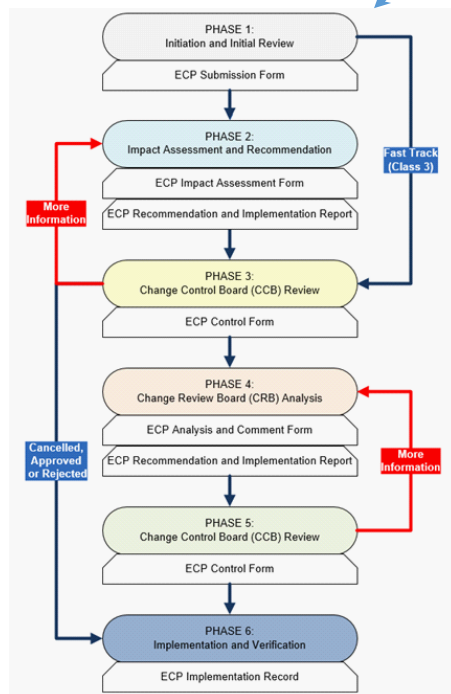 PHASE 1:
Initiation and Initial Review
ECP Submission Form
Fast Track
(Class 3)
PHASE 2:
Impact Assessment and Recommendation
ECP Impact Assessment Form
ECP Recommendation and Implementation Report
More
Information
PHASE 3:
Change Control Board (CCB) Review
ECP Control Form
PHASE 4:
Change Review Board (CRB) Analysis
ECP Analysis and Comment Form
ECP Recommendation and Implementation Report
Cancelled,
Approved
or Rejected
More
Information
PHASE 5:
Change Control Board (CCB) Review
ECP Control Form
PHASE 6:
Implementation and Verification
ECP Implementation Record